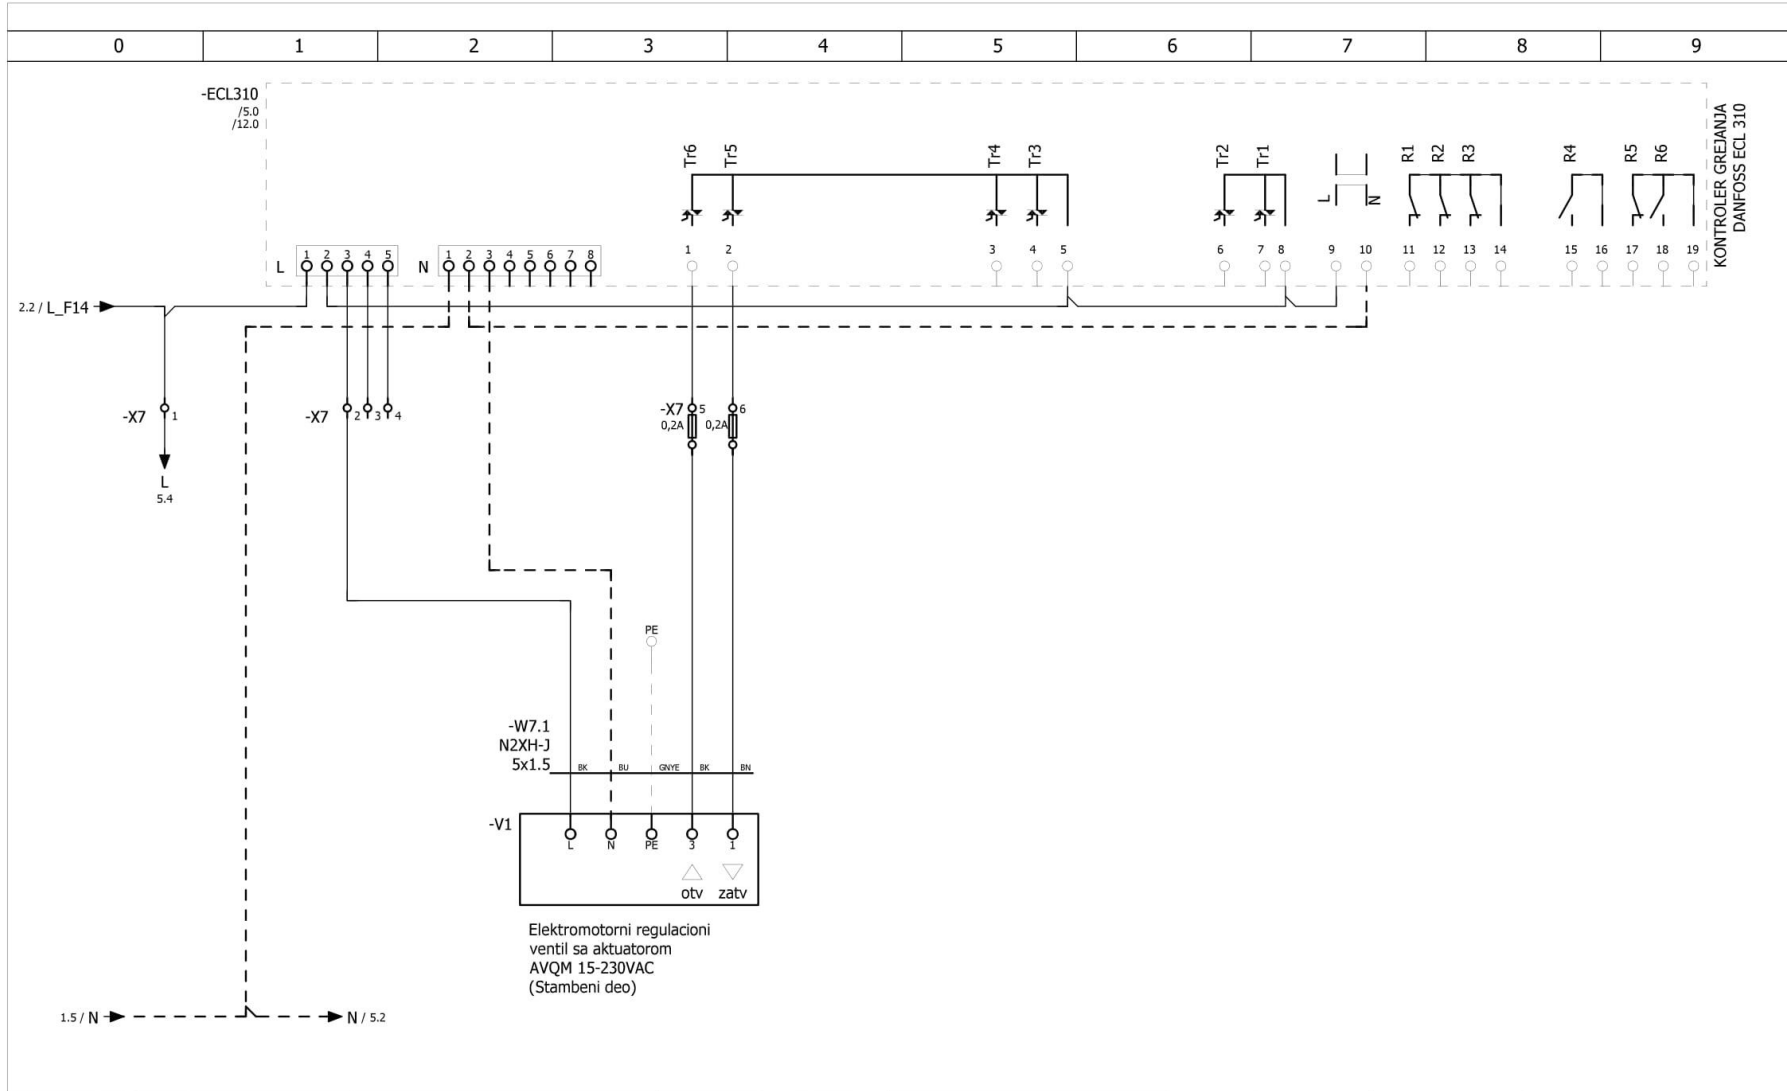 0 1 2 3 4 5 6 7 8 9
-ECL310
/5.0
/12.0
KONTROLER GREJANJA
DANFOSS ECL 310
Tr6 Tr5 Tr4 Tr3 Tr2 Tr1 L N R1 R2 R3 R4 R5 R6
1 2 3 4 5 6 7 8 9 10 11 12 13 14 15 16 17 18 19
L 1 2 3 4 5
N 1 2 3 4 5 6 7 8
2.2 / L_F14
-X7 1
-X7 2 3 4
-X7 5 6
0,2A 0,2A
L
5.4
PE
-W7.1
N2XH-J
5x1.5
BK BU GNYE BK BN
-V1
L N PE 3 1
otv zatv
Elektromotorni regulacioni
ventil sa aktuatorom
AVQM 15-230VAC
(Stambeni deo)
1.5 / N
N / 5.2